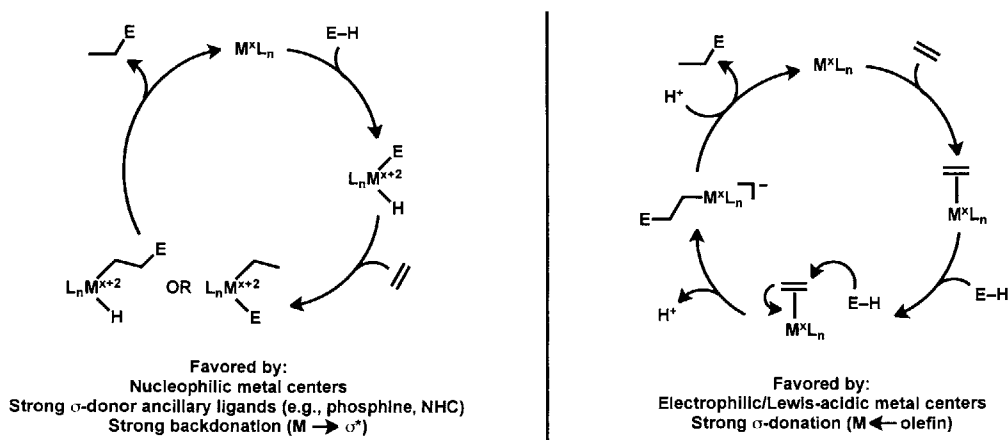 E
MˣLₙ
E–H
E
LₙMˣ⁺²
H
E
LₙMˣ⁺²
H
OR
LₙMˣ⁺²
E
Favored by:
Nucleophilic metal centers
Strong σ-donor ancillary ligands (e.g., phosphine, NHC)
Strong backdonation (M → σ*)
E
H⁺
MˣLₙ
MˣLₙ
E–H
E–H
MˣLₙ
H⁺
E
MˣLₙ ⁻
Favored by:
Electrophilic/Lewis-acidic metal centers
Strong σ-donation (M ← olefin)